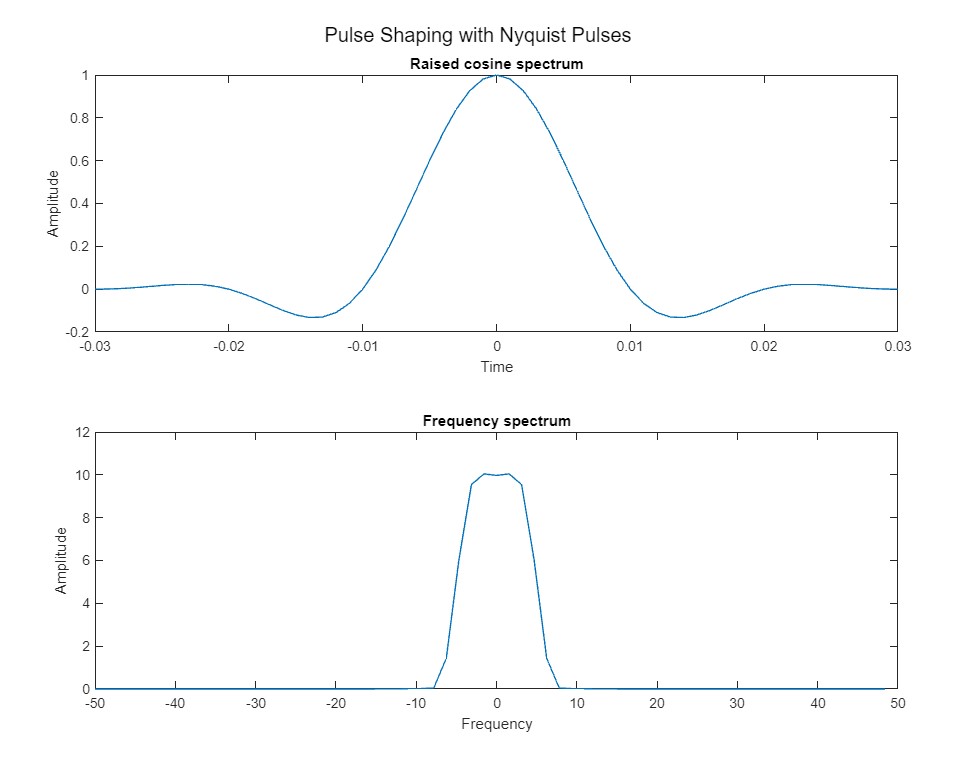 Pulse Shaping with Nyquist Pulses
Raised cosine spectrum
1
0.8
0.6
0.4
0.2
0
-0.2
Amplitude
-0.03 -0.02 -0.01 0 0.01 0.02 0.03
Time
Frequency spectrum
12
10
8
6
4
2
0
Amplitude
-50 -40 -30 -20 -10 0 10 20 30 40 50
Frequency